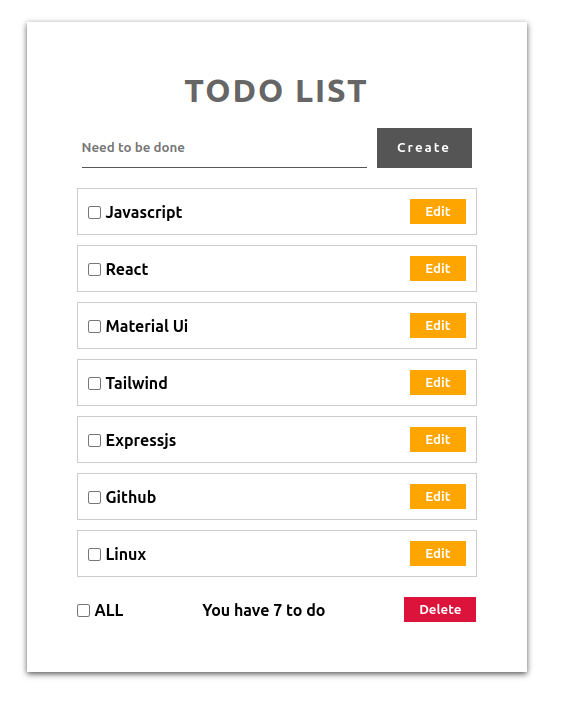 TODO LIST
Need to be done Create
Javascript Edit
React Edit
Material Ui Edit
Tailwind Edit
Expressjs Edit
Github Edit
Linux Edit
ALL You have 7 to do Delete